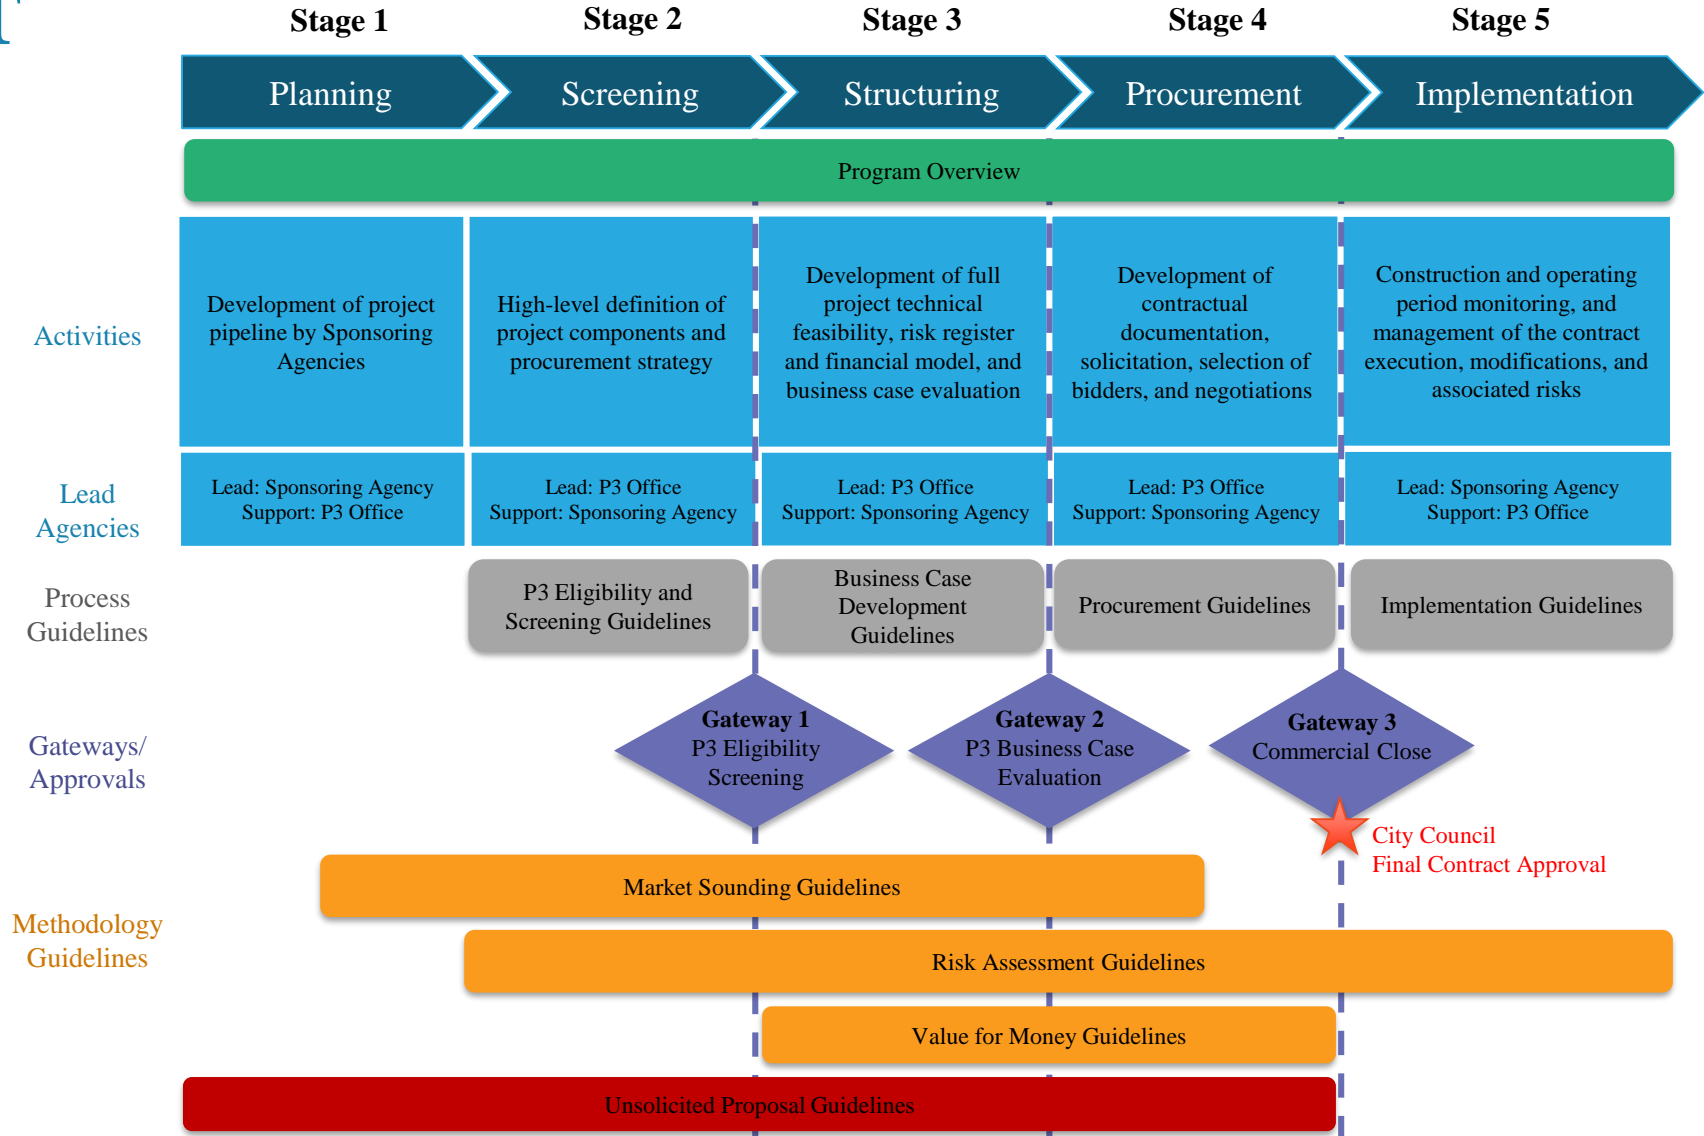 Stage 1
Stage 2
Stage 3
Stage 4
Stage 5
Planning
Screening
Structuring
Procurement
Implementation
Program Overview
Activities
Development of project
pipeline by Sponsoring
Agencies
High-level definition of
project components and
procurement strategy
Development of full
project technical
feasibility, risk register
and financial model, and
business case evaluation
Development of
contractual
documentation,
solicitation, selection of
bidders, and negotiations
Construction and operating
period monitoring, and
management of the contract
execution, modifications, and
associated risks
Lead
Agencies
Lead: Sponsoring Agency
Support: P3 Office
Lead: P3 Office
Support: Sponsoring Agency
Lead: P3 Office
Support: Sponsoring Agency
Lead: P3 Office
Support: Sponsoring Agency
Lead: Sponsoring Agency
Support: P3 Office
Process
Guidelines
P3 Eligibility and
Screening Guidelines
Business Case
Development
Guidelines
Procurement Guidelines
Implementation Guidelines
Gateways/
Approvals
Gateway 1
P3 Eligibility
Screening
Gateway 2
P3 Business Case
Evaluation
Gateway 3
Commercial Close
City Council
Final Contract Approval
Methodology
Guidelines
Market Sounding Guidelines
Risk Assessment Guidelines
Value for Money Guidelines
Unsolicited Proposal Guidelines